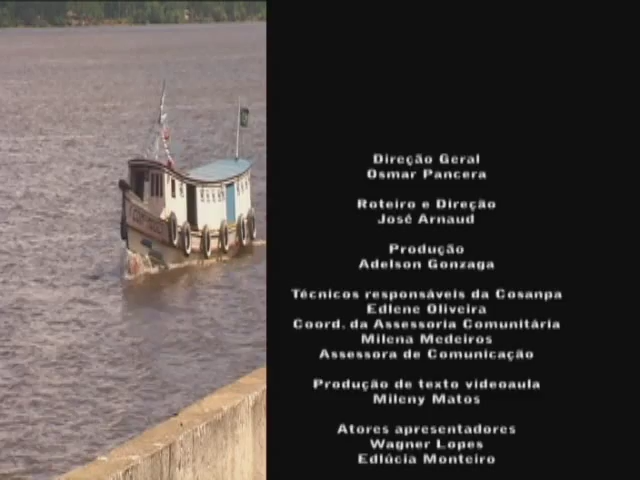 Direção Geral
Osmar Pancera
Roteiro e Direção
José Arnaud
Produção
Adelson Gonzaga
Técnicos responsáveis da Cosanpa
Edlene Oliveira
Coord. da Assessoria Comunitária
Milena Medeiros
Assessora de Comunicação
Produção de texto videoaula
Mileny Matos
Atores apresentadores
Wagner Lopes
Edlúcia Monteiro